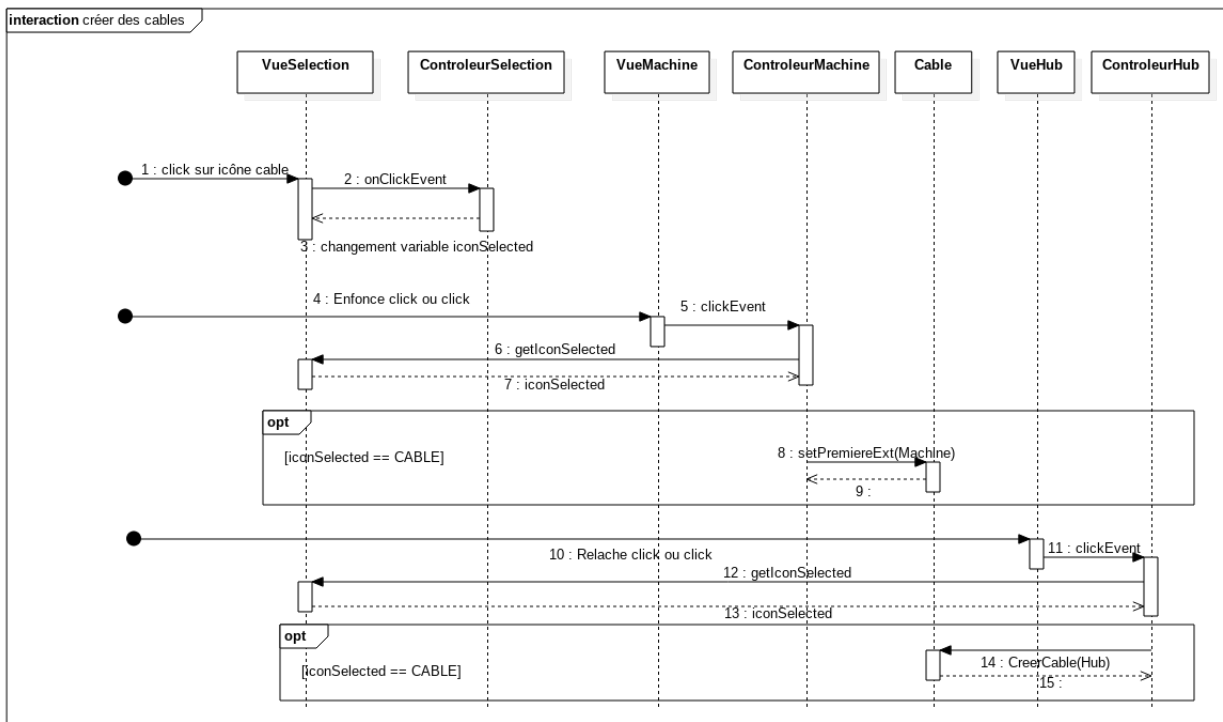 interaction créer des cables
VueSelection
ControleurSelection
VueMachine
ControleurMachine
Cable
VueHub
ControleurHub
1 : click sur icône cable
2 : onClickEvent
3 : changement variable iconSelected
4 : Enfonce click ou click
5 : clickEvent
6 : getIconSelected
7 : iconSelected
opt
[iconSelected == CABLE]
8 : setPremiereExt(Machine)
9 :
10 : Relache click ou click
11 : clickEvent
12 : getIconSelected
13 : iconSelected
opt
[iconSelected == CABLE]
14 : CreerCable(Hub)
15 :